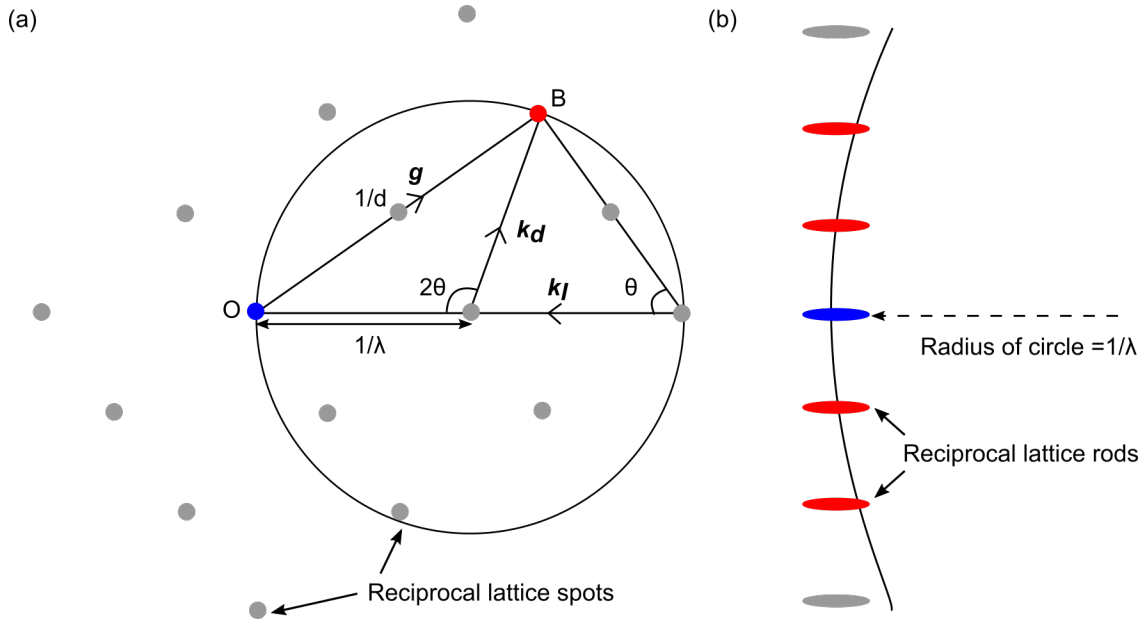 (a)
(b)
B
g
1/d
k_d
2θ
k_I
θ
O
1/λ
Radius of circle =1/λ
Reciprocal lattice rods
Reciprocal lattice spots